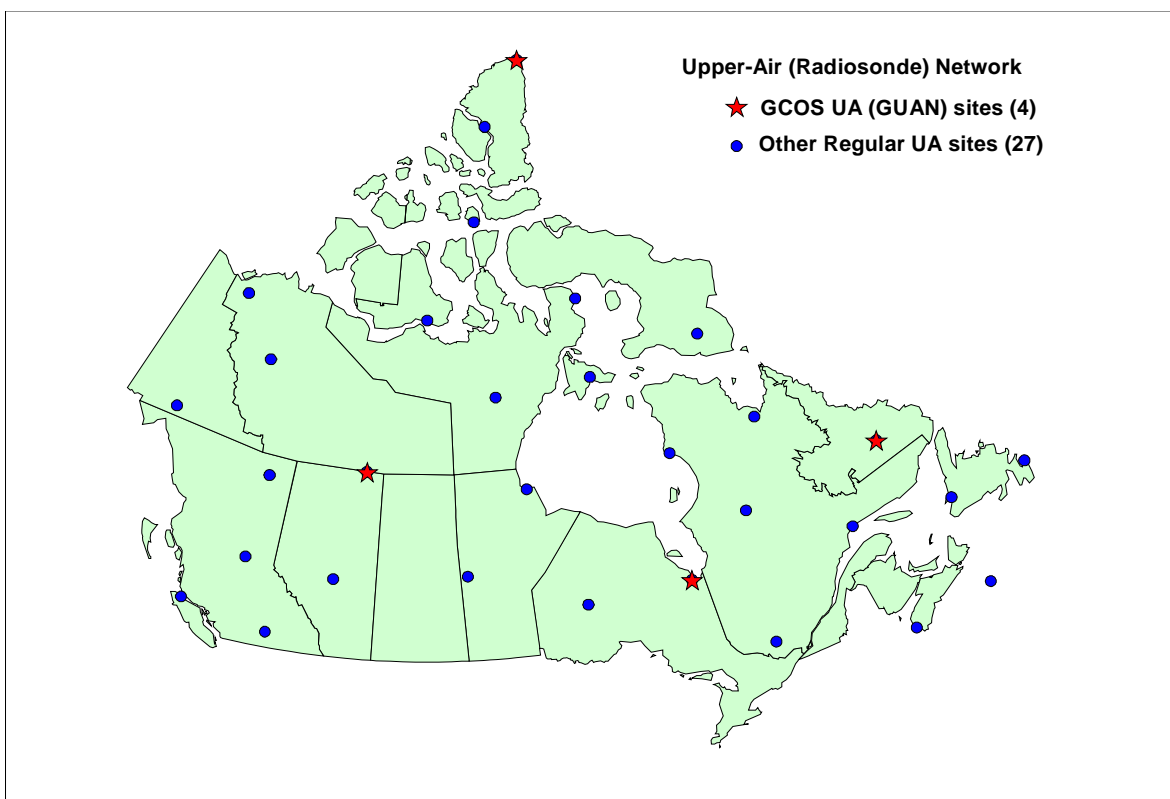 Upper-Air (Radiosonde) Network
GCOS UA (GUAN) sites (4)
Other Regular UA sites (27)